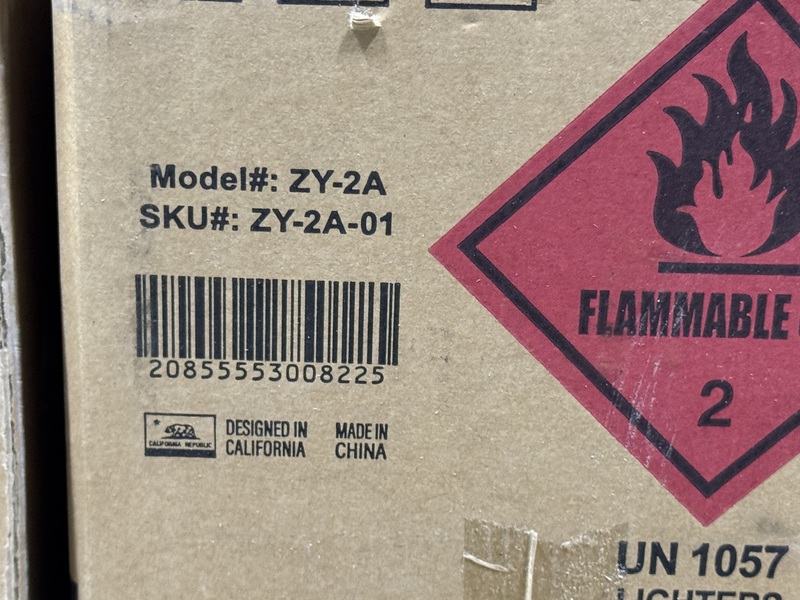 Model#: ZY-2A
SKU#: ZY-2A-01
20855553008225
CALIFORNIA REPUBLIC
DESIGNED IN
CALIFORNIA
MADE IN
CHINA
FLAMMABLE
2
UN 1057
LIGHTERS